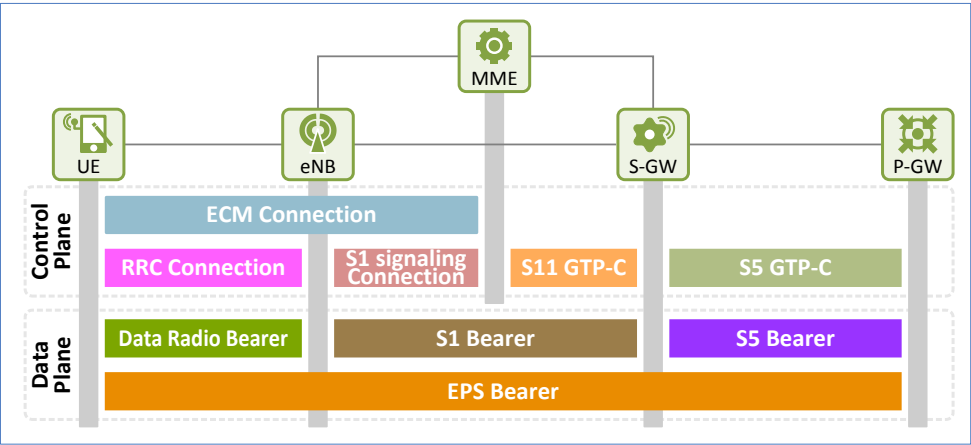 MME
UE
eNB
S-GW
P-GW
Control
Plane
ECM Connection
RRC Connection
S1 signaling
Connection
S11 GTP-C
S5 GTP-C
Data
Plane
Data Radio Bearer
S1 Bearer
S5 Bearer
EPS Bearer